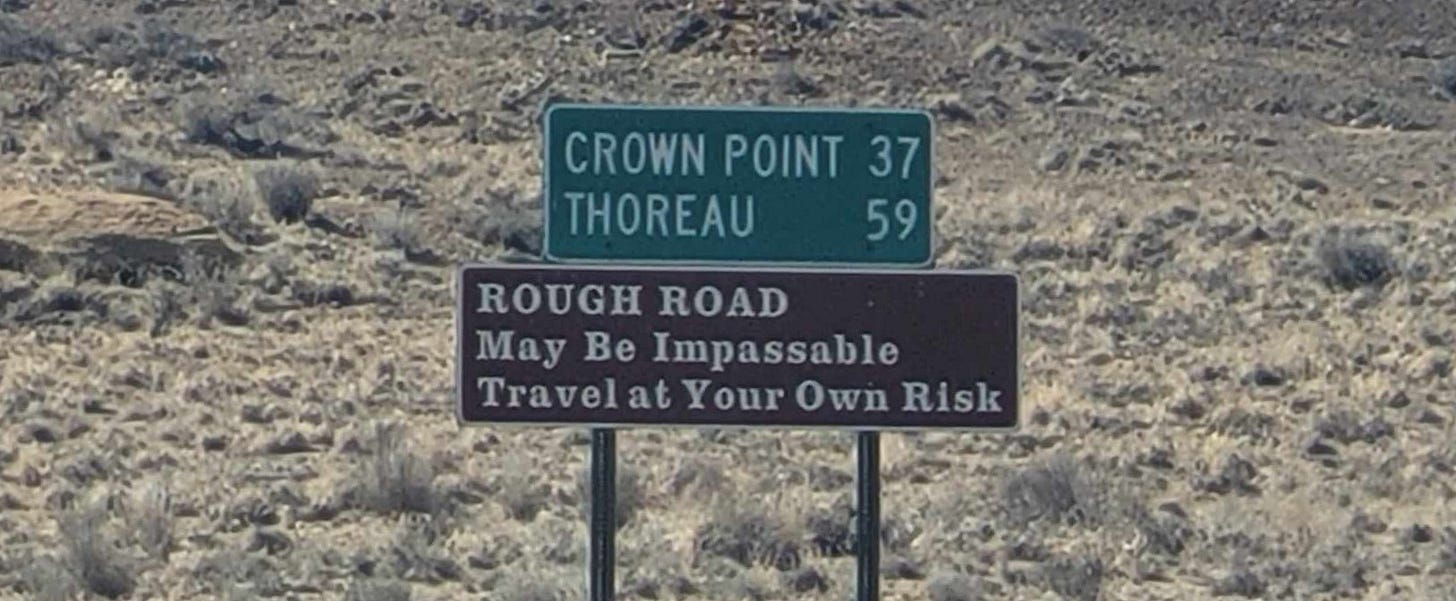 CROWN POINT 37
THOREAU 59
ROUGH ROAD
May Be Impassable
Travel at Your Own Risk